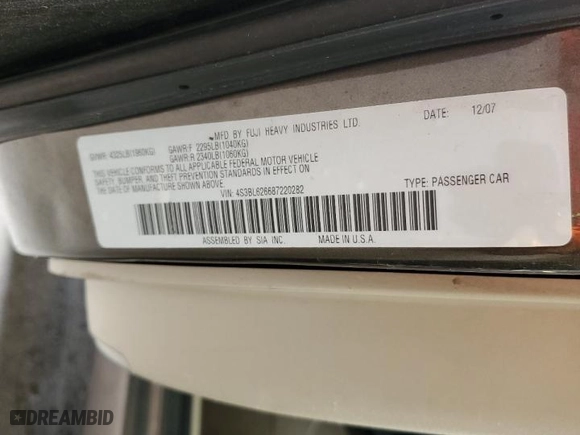 MFD BY FUJI HEAVY INDUSTRIES LTD. DATE: 12/07
GVWR: 4325LB(1960KG) GAWR:F 2295LB(1040KG)
GAWR:R 2340LB(1060KG)
THIS VEHICLE CONFORMS TO ALL APPLICABLE FEDERAL MOTOR VEHICLE
SAFETY, BUMPER, AND THEFT PREVENTION STANDARDS IN EFFECT ON THE DATE OF
MANUFACTURE SHOWN ABOVE.
VIN: 4S3BL626687220282 TYPE: PASSENGER CAR
ASSEMBLED BY SIA INC. MADE IN U.S.A.
DREAMBID